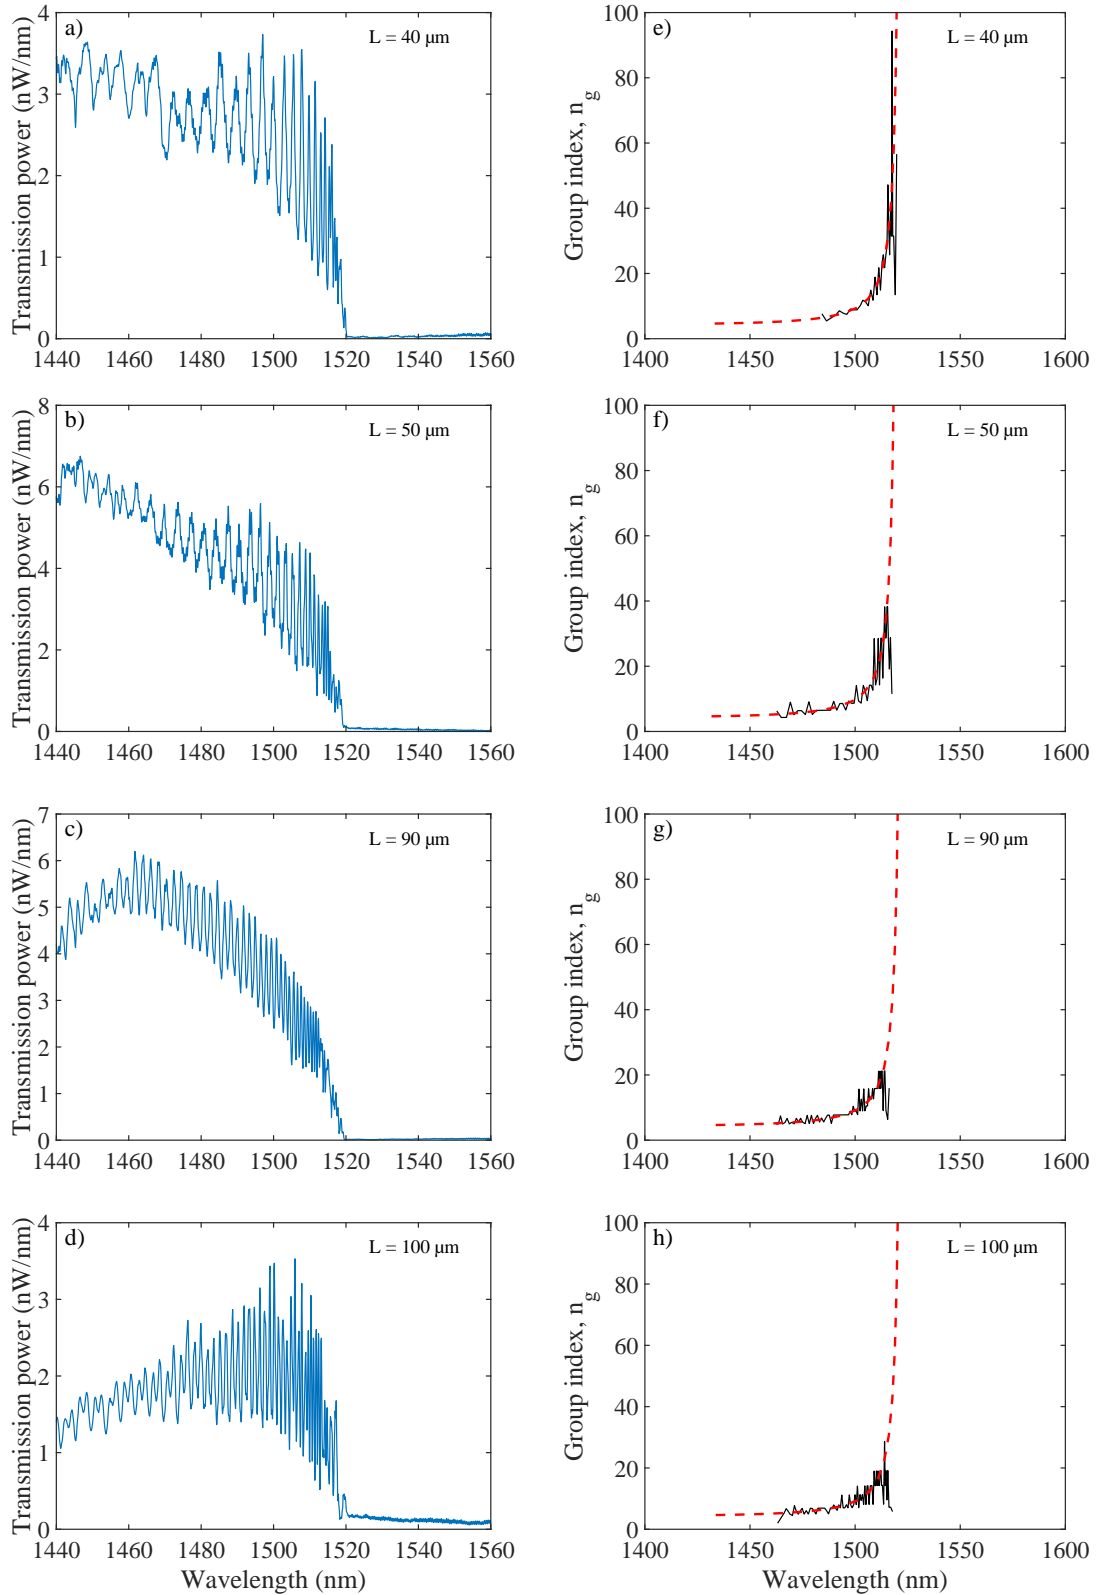 a)
L = 40 µm
Transmission power (nW/nm)
4
3
2
1
0
1440 1460 1480 1500 1520 1540 1560
e)
L = 40 µm
Group index, n_g
100
80
60
40
20
0
1400 1450 1500 1550 1600
b)
L = 50 µm
Transmission power (nW/nm)
8
6
4
2
0
1440 1460 1480 1500 1520 1540 1560
f)
L = 50 µm
Group index, n_g
100
80
60
40
20
0
1400 1450 1500 1550 1600
c)
L = 90 µm
Transmission power (nW/nm)
7
6
5
4
3
2
1
0
1440 1460 1480 1500 1520 1540 1560
g)
L = 90 µm
Group index, n_g
100
80
60
40
20
0
1400 1450 1500 1550 1600
d)
L = 100 µm
Transmission power (nW/nm)
4
3
2
1
0
1440 1460 1480 1500 1520 1540 1560
Wavelength (nm)
h)
L = 100 µm
Group index, n_g
100
80
60
40
20
0
1400 1450 1500 1550 1600
Wavelength (nm)